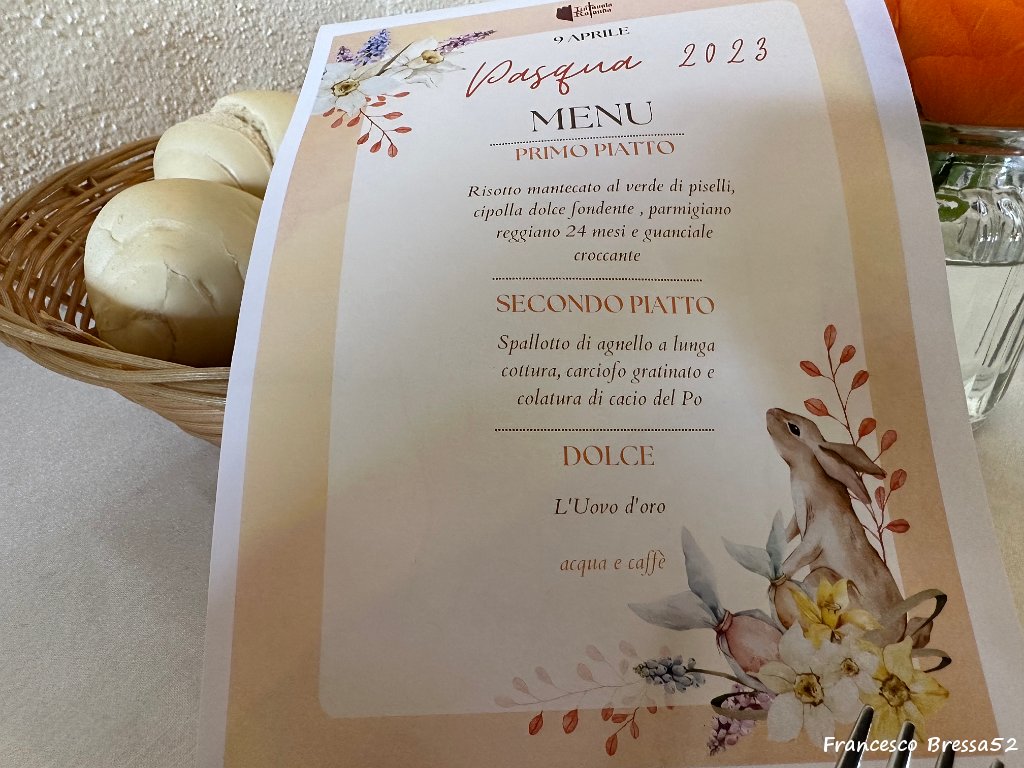 9 APRILE
Pasqua 2023
MENU
PRIMO PIATTO
Risotto mantecato al verde di piselli,
cipolla dolce fondente , parmigiano
reggiano 24 mesi e guanciale
croccante
SECONDO PIATTO
Spallotto di agnello a lunga
cottura, carciofo gratinato e
colatura di cacio del Po
DOLCE
L'Uovo d'oro
acqua e caffè
Francesco Bressa52